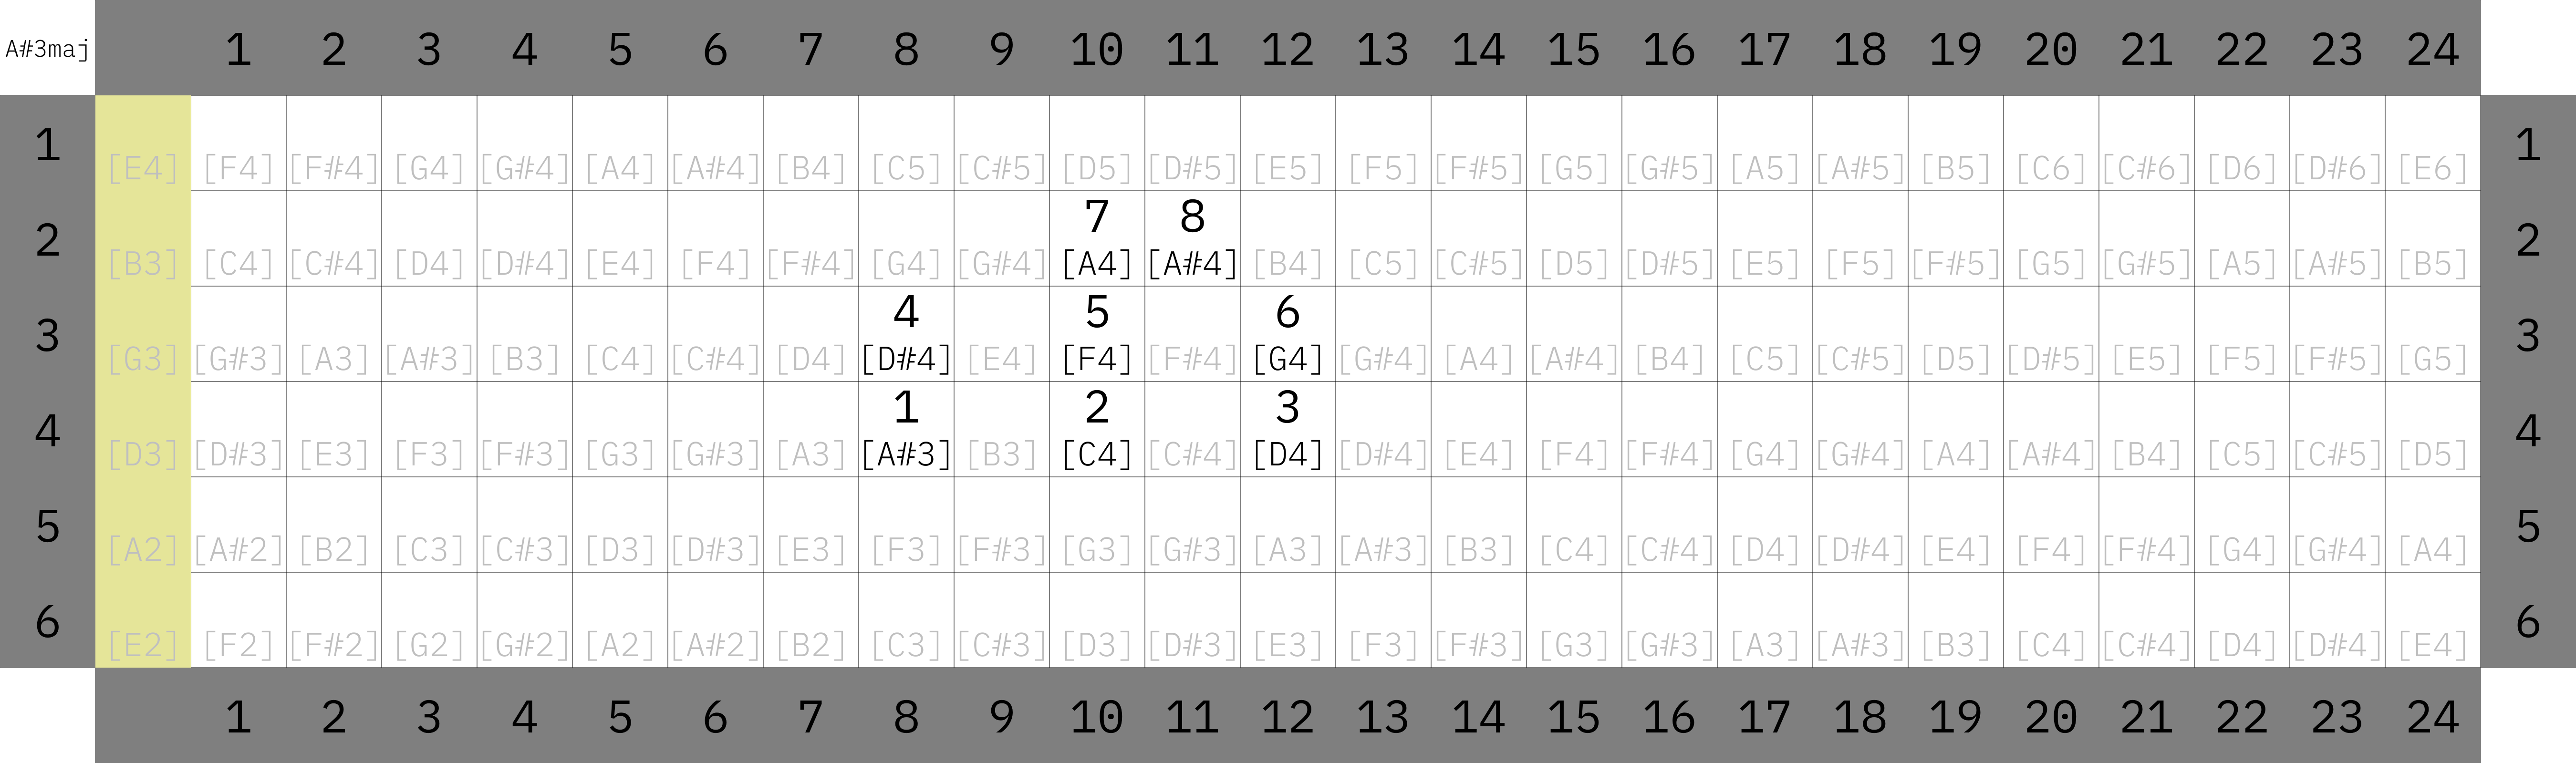 A#3maj 1 2 3 4 5 6 7 8 9 10 11 12 13 14 15 16 17 18 19 20 21 22 23 24
1 [E4] [F4] [F#4] [G4] [G#4] [A4] [A#4] [B4] [C5] [C#5] [D5] [D#5] [E5] [F5] [F#5] [G5] [G#5] [A5] [A#5] [B5] [C6] [C#6] [D6] [D#6] [E6] 1
7 8
2 [B3] [C4] [C#4] [D4] [D#4] [E4] [F4] [F#4] [G4] [G#4] [A4] [A#4] [B4] [C5] [C#5] [D5] [D#5] [E5] [F5] [F#5] [G5] [G#5] [A5] [A#5] [B5] 2
4 5 6
3 [G3] [G#3] [A3] [A#3] [B3] [C4] [C#4] [D4] [D#4] [E4] [F4] [F#4] [G4] [G#4] [A4] [A#4] [B4] [C5] [C#5] [D5] [D#5] [E5] [F5] [F#5] [G5] 3
1 2 3
4 [D3] [D#3] [E3] [F3] [F#3] [G3] [G#3] [A3] [A#3] [B3] [C4] [C#4] [D4] [D#4] [E4] [F4] [F#4] [G4] [G#4] [A4] [A#4] [B4] [C5] [C#5] [D5] 4
5 [A2] [A#2] [B2] [C3] [C#3] [D3] [D#3] [E3] [F3] [F#3] [G3] [G#3] [A3] [A#3] [B3] [C4] [C#4] [D4] [D#4] [E4] [F4] [F#4] [G4] [G#4] [A4] 5
6 [E2] [F2] [F#2] [G2] [G#2] [A2] [A#2] [B2] [C3] [C#3] [D3] [D#3] [E3] [F3] [F#3] [G3] [G#3] [A3] [A#3] [B3] [C4] [C#4] [D4] [D#4] [E4] 6
1 2 3 4 5 6 7 8 9 10 11 12 13 14 15 16 17 18 19 20 21 22 23 24